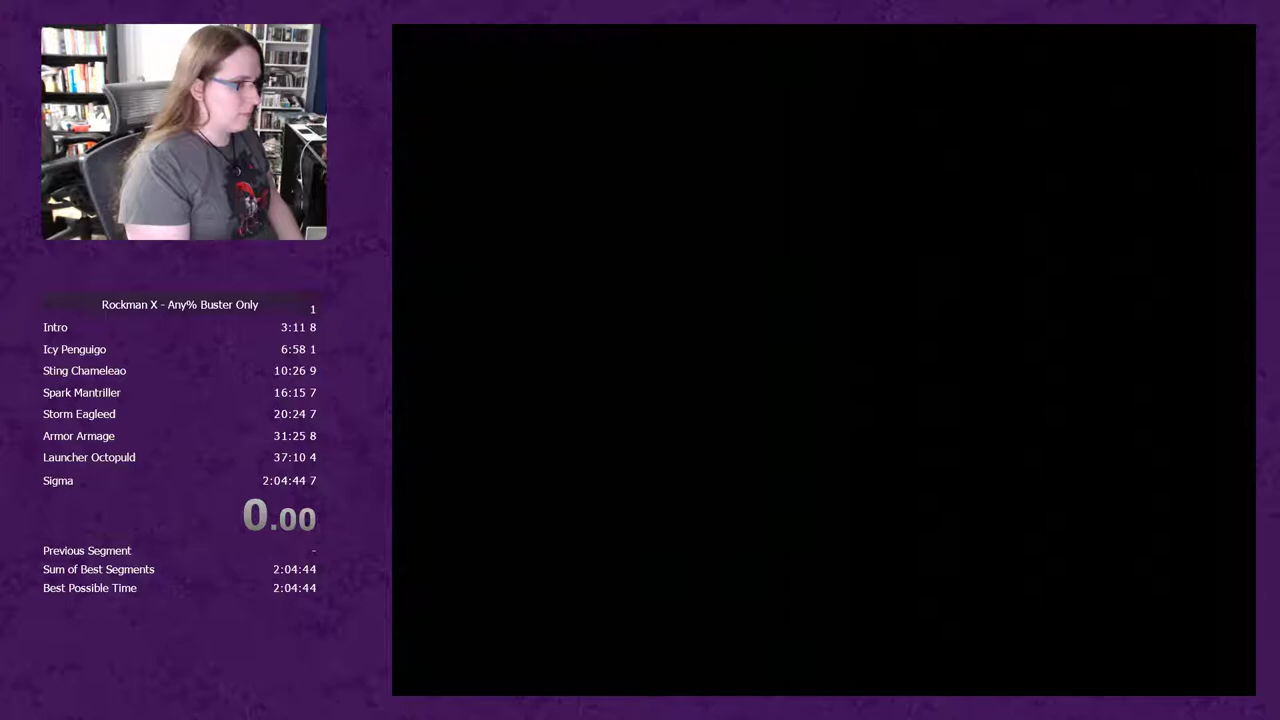 Rockman X - Any% Buster Only
1
Intro 3:11 8
Icy Penguigo 6:58 1
Sting Chameleao 10:26 9
Spark Mantriller 16:15 7
Storm Eagleed 20:24 7
Armor Armage 31:25 8
Launcher Octopuld 37:10 4
Sigma 2:04:44 7
0.00
Previous Segment -
Sum of Best Segments 2:04:44
Best Possible Time 2:04:44